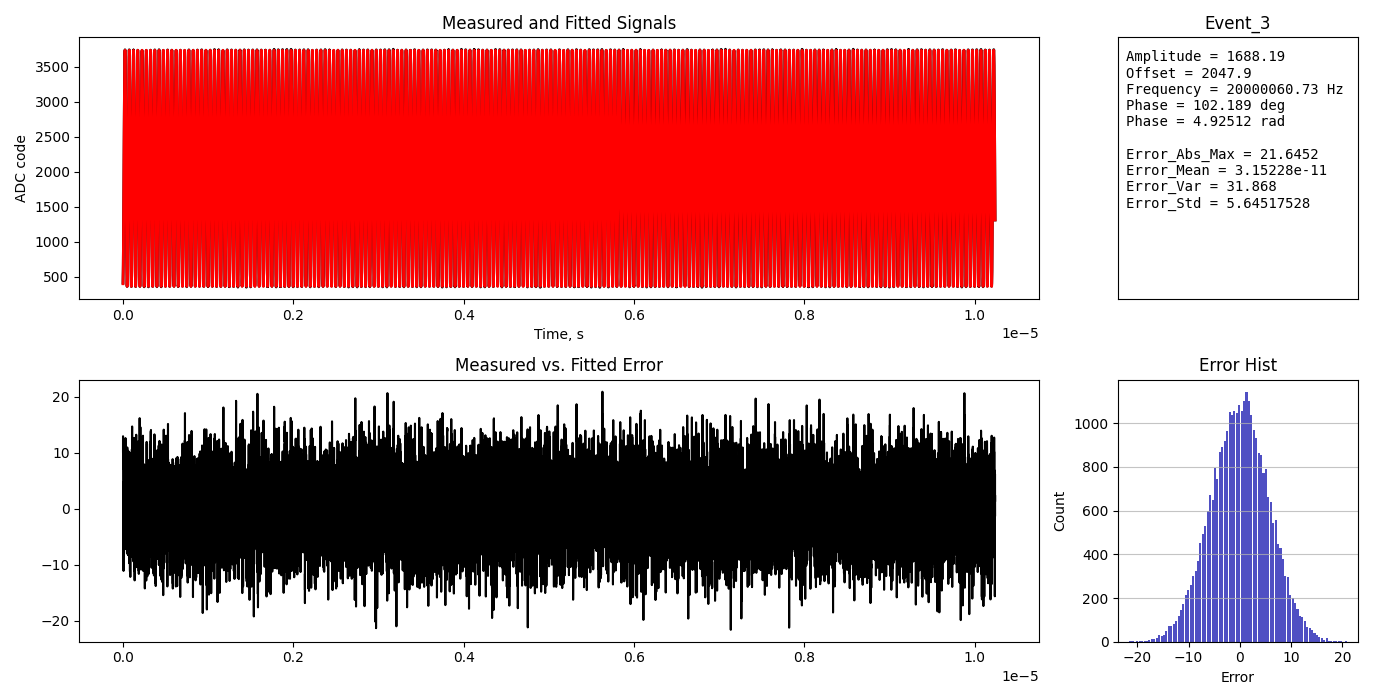 Measured and Fitted Signals
ADC code
3500
3000
2500
2000
1500
1000
500
0.0 0.2 0.4 0.6 0.8 1.0
1e−5
Time, s
Event_3
Amplitude = 1688.19
Offset = 2047.9
Frequency = 20000060.73 Hz
Phase = 102.189 deg
Phase = 4.92512 rad
Error_Abs_Max = 21.6452
Error_Mean = 3.15228e-11
Error_Var = 31.868
Error_Std = 5.64517528
Measured vs. Fitted Error
20
10
0
−10
−20
0.0 0.2 0.4 0.6 0.8 1.0
1e−5
Error Hist
Count
1000
800
600
400
200
0
−20 −10 0 10 20
Error